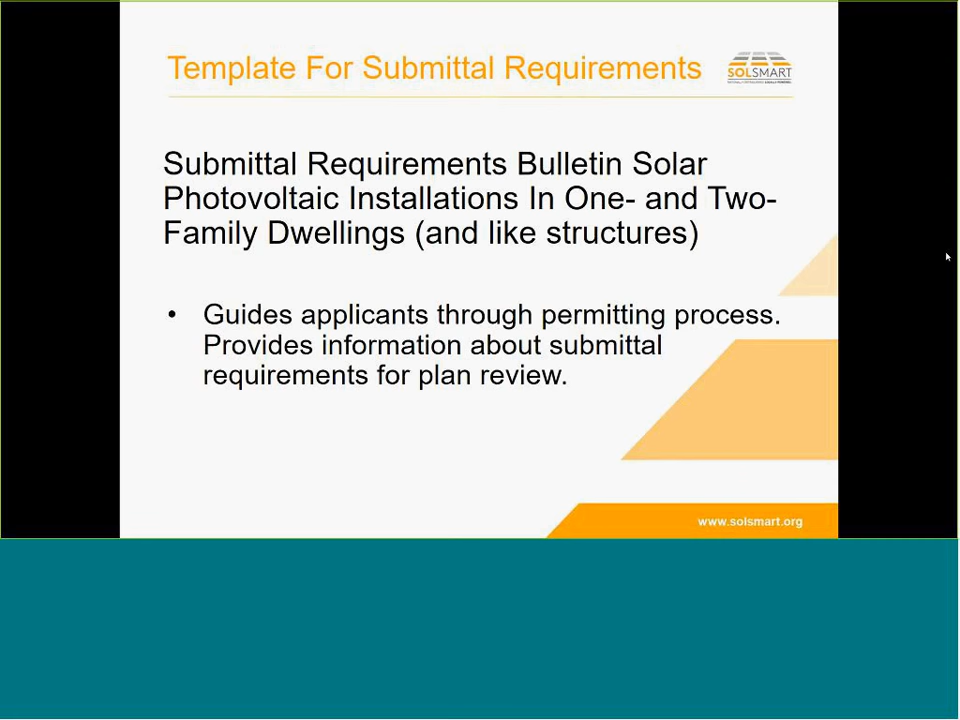 Template For Submittal Requirements
SOLSMART
Submittal Requirements Bulletin Solar
Photovoltaic Installations In One- and Two-
Family Dwellings (and like structures)
• Guides applicants through permitting process.
Provides information about submittal
requirements for plan review.
www.solsmart.org